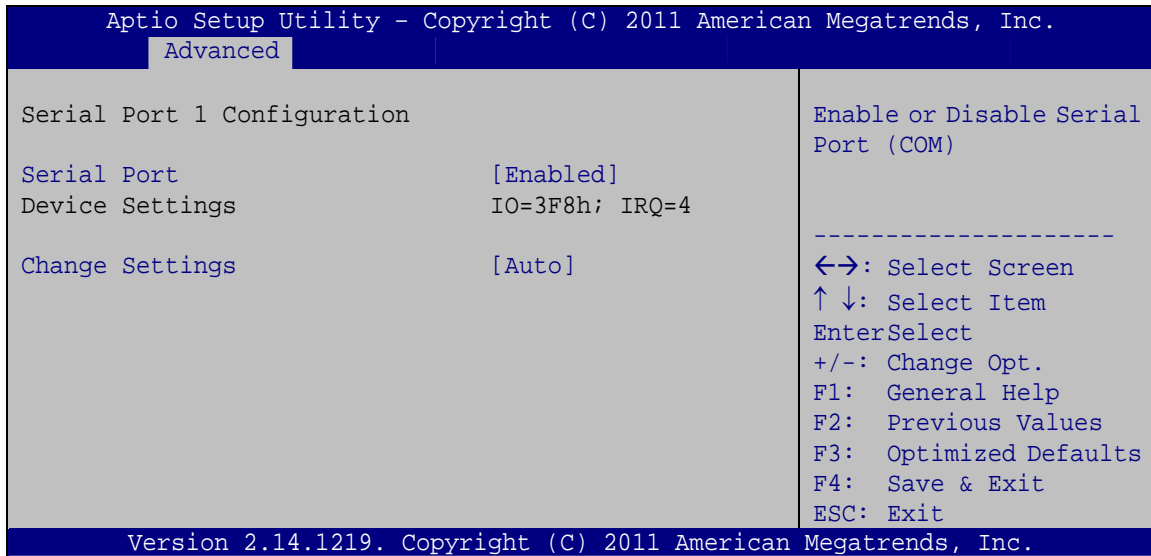 Aptio Setup Utility – Copyright (C) 2011 American Megatrends, Inc.
Advanced
Serial Port 1 Configuration
Serial Port [Enabled]
Device Settings IO=3F8h; IRQ=4
Change Settings [Auto]
Enable or Disable Serial
Port (COM)
---------------------
←→: Select Screen
↑ ↓: Select Item
EnterSelect
+/-: Change Opt.
F1: General Help
F2: Previous Values
F3: Optimized Defaults
F4: Save & Exit
ESC: Exit
Version 2.14.1219. Copyright (C) 2011 American Megatrends, Inc.